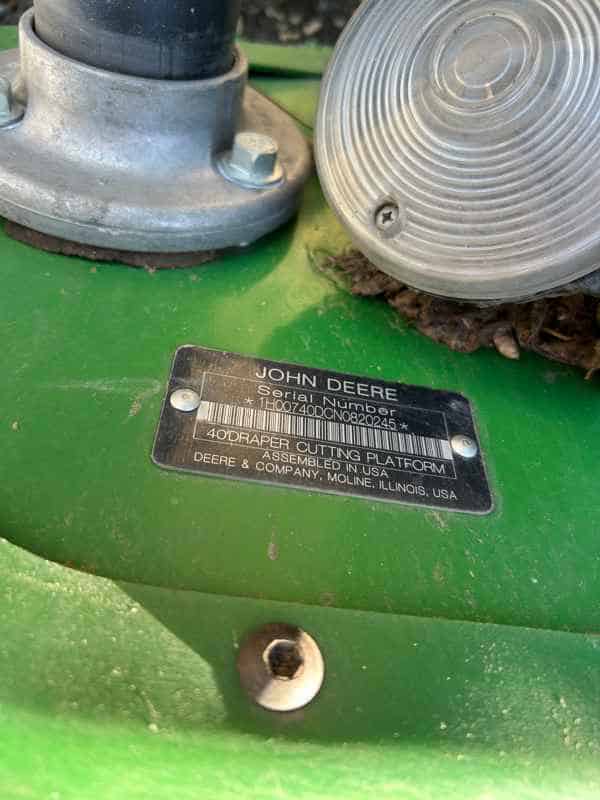 JOHN DEERE
Serial Number
*1H00740DCN0820245*
40'DRAPER CUTTING PLATFORM
ASSEMBLED IN USA
DEERE & COMPANY, MOLINE, ILLINOIS, USA